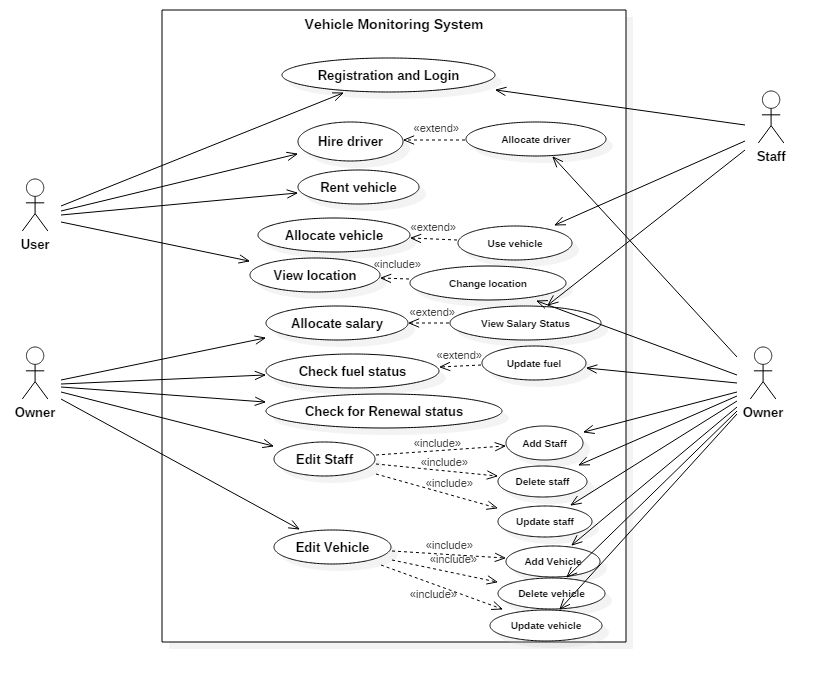 Vehicle Monitoring System
Registration and Login
Staff
Hire driver
«extend»
Allocate driver
Rent vehicle
User
Allocate vehicle
«extend»
Use vehicle
View location
«include»
Change location
Allocate salary
«extend»
View Salary Status
Owner
Check fuel status
«extend»
Update fuel
Owner
Check for Renewal status
Edit Staff
«include»
Add Staff
«include»
Delete staff
«include»
Update staff
Edit Vehicle
«include»
Add Vehicle
«include»
Delete vehicle
«include»
Update vehicle